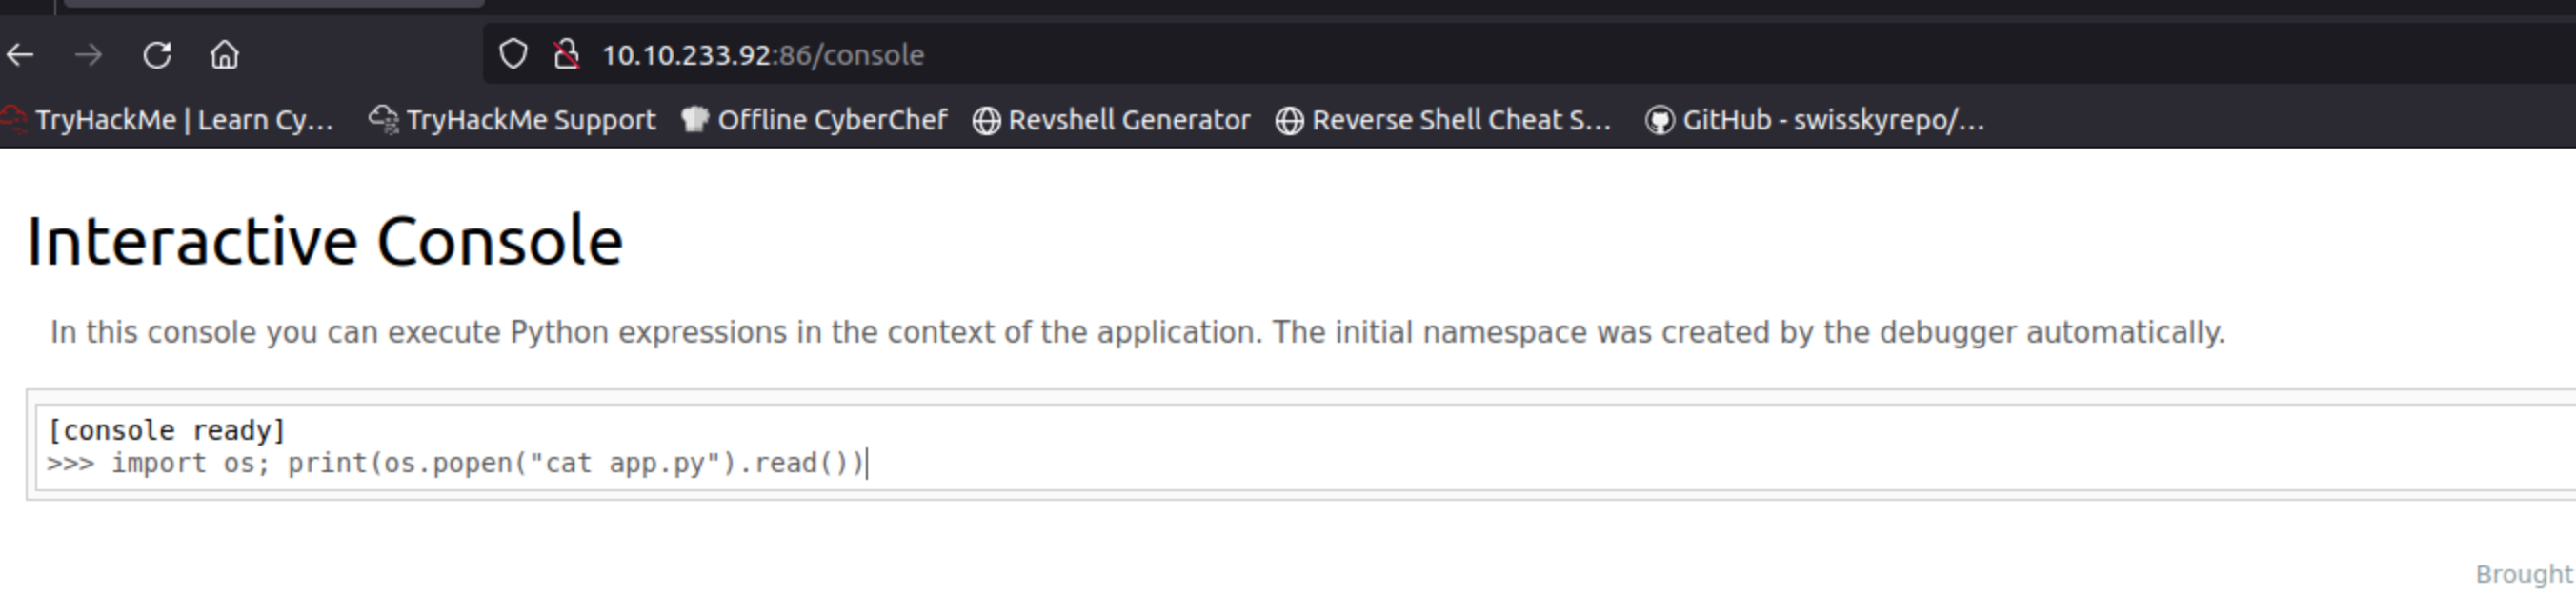 10.10.233.92:86/console
TryHackMe | Learn Cy... TryHackMe Support Offline CyberChef Revshell Generator Reverse Shell Cheat S... GitHub - swisskyrepo/...
Interactive Console
In this console you can execute Python expressions in the context of the application. The initial namespace was created by the debugger automatically.
[console ready]
>>> import os; print(os.popen("cat app.py").read())
Brought